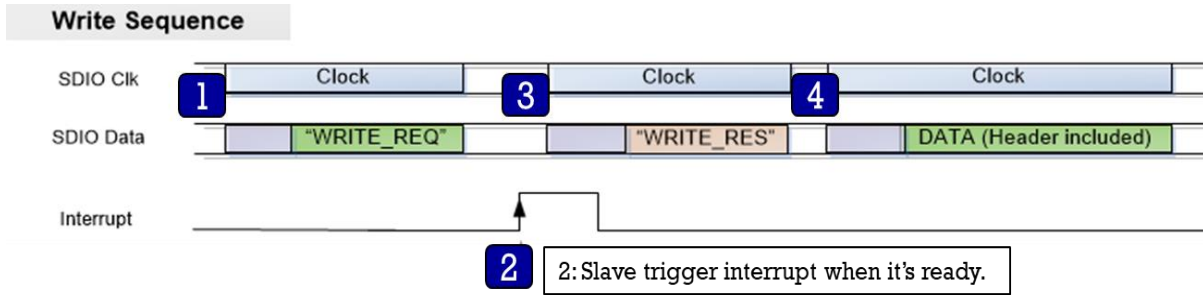 Write Sequence
SDIO Clk Clock Clock Clock
1 3 4
SDIO Data "WRITE_REQ" "WRITE_RES" DATA (Header included)
Interrupt
2 2: Slave trigger interrupt when it's ready.